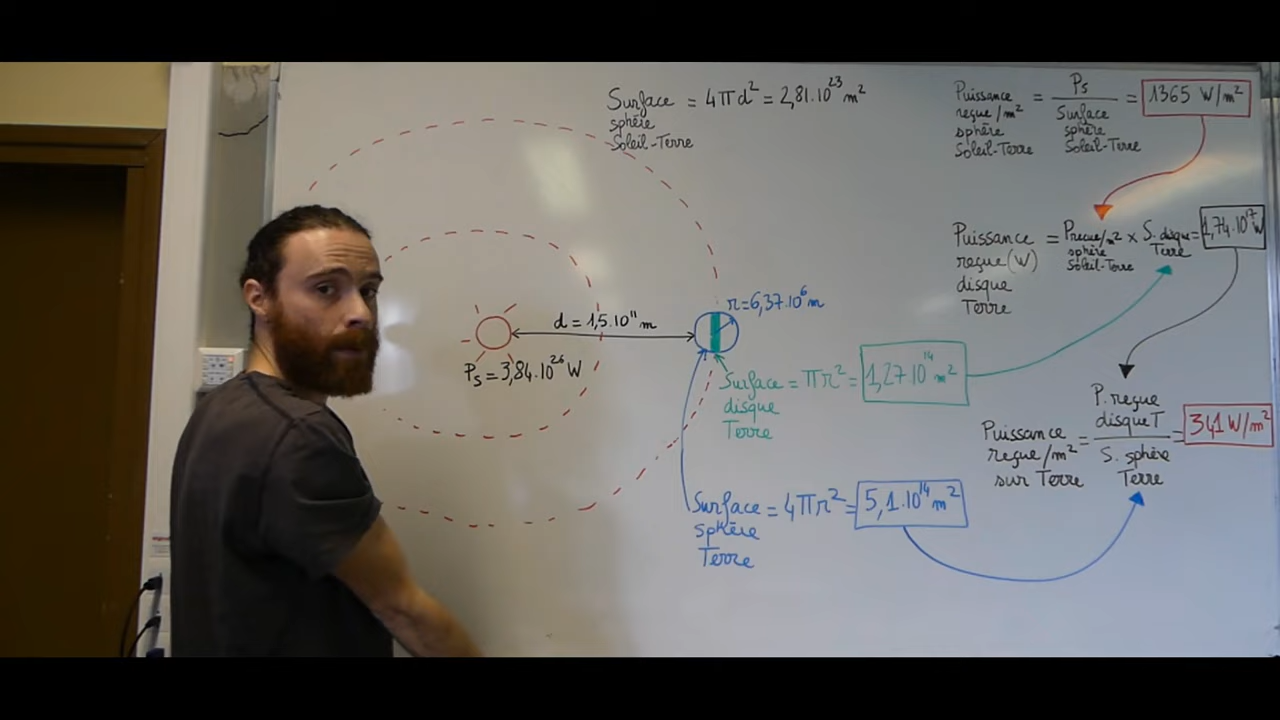 Surface = 4πd² = 2,81.10²³ m²
sphère
Soleil-Terre
Puissance = Ps = 1365 W/m²
reçue/m² Surface
sphère sphère
Soleil-Terre Soleil-Terre
Puissance = Preçue/m² x S. disque = 1,74.10¹⁷ W
reçue (W) sphère Terre
disque Soleil-Terre
Terre
r=6,37.10⁶ m
d = 1,5.10¹¹ m
Ps = 3,84.10²⁶ W
Surface = πr² = 1,27.10¹⁴ m²
disque
Terre
P. reçue
disque T
Puissance = 341 W/m²
reçue/m² S. sphère
sur Terre Terre
Surface = 4πr² = 5,1.10¹⁴ m²
sphère
Terre